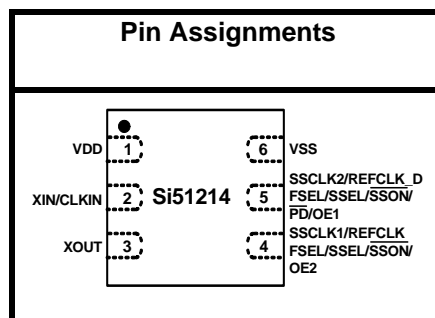 Pin Assignments
VDD 1 6 VSS
XIN/CLKIN 2 Si51214 5 SSCLK2/REFCLK_D
FSEL/SSEL/SSON/
PD/OE1
XOUT 3 4 SSCLK1/REFCLK
FSEL/SSEL/SSON/
OE2